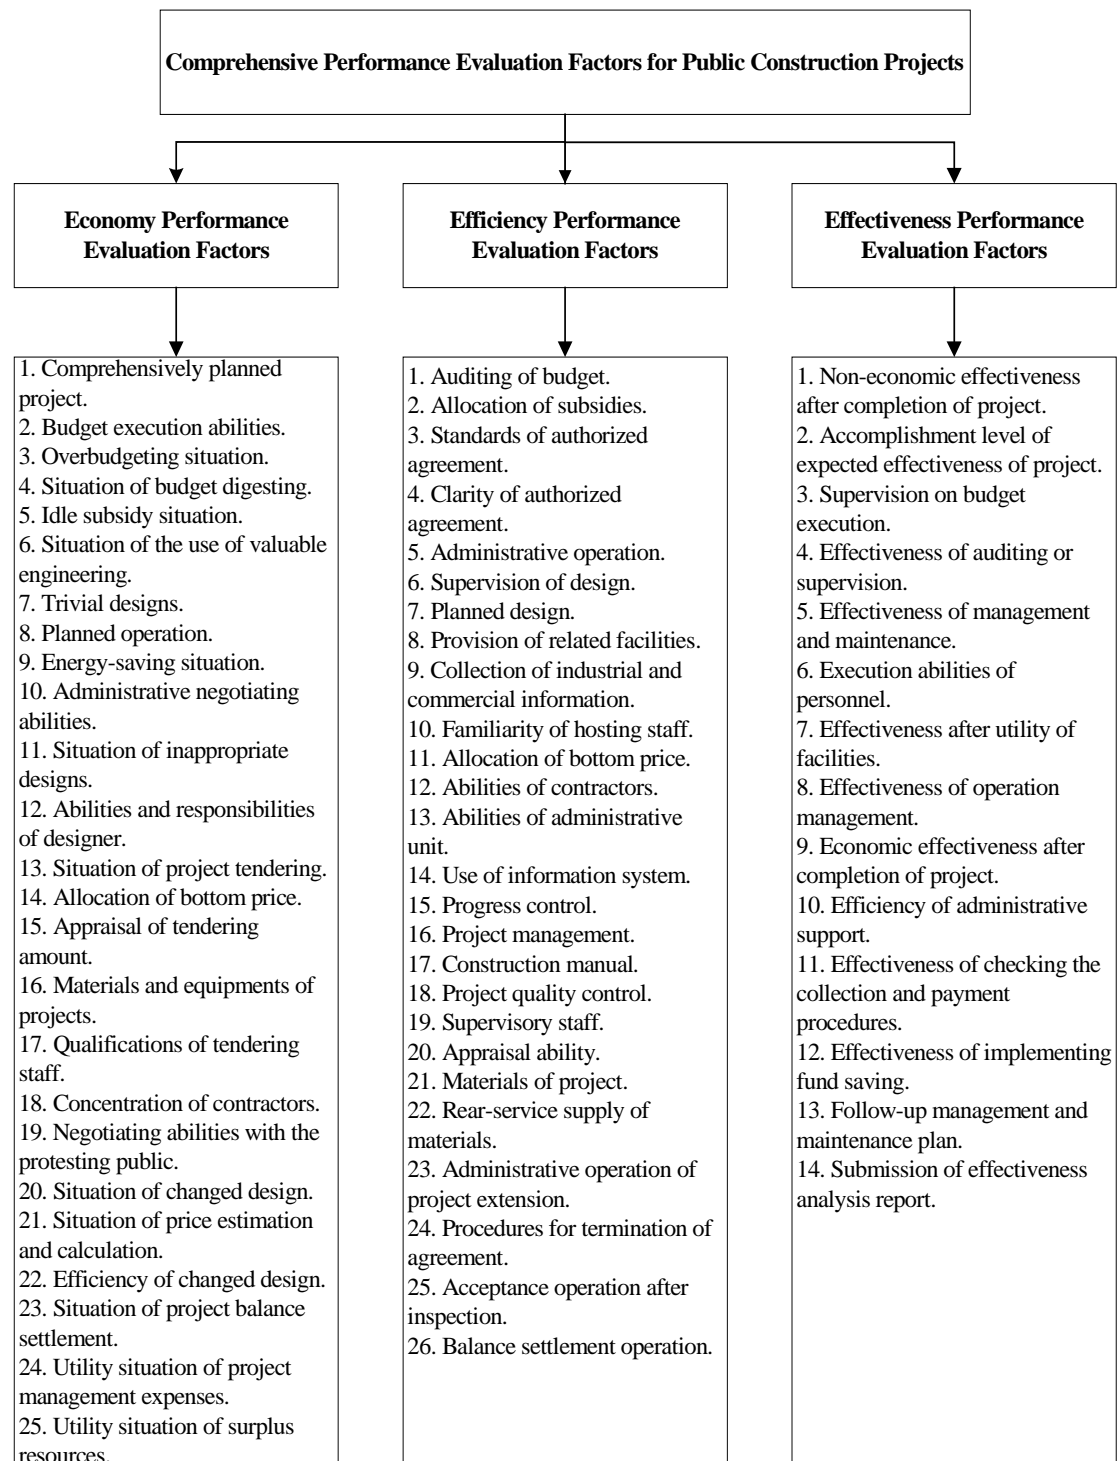 Comprehensive Performance Evaluation Factors for Public Construction Projects
Economy Performance
Evaluation Factors
Efficiency Performance
Evaluation Factors
Effectiveness Performance
Evaluation Factors
1. Comprehensively planned
project.
2. Budget execution abilities.
3. Overbudgeting situation.
4. Situation of budget digesting.
5. Idle subsidy situation.
6. Situation of the use of valuable
engineering.
7. Trivial designs.
8. Planned operation.
9. Energy-saving situation.
10. Administrative negotiating
abilities.
11. Situation of inappropriate
designs.
12. Abilities and responsibilities
of designer.
13. Situation of project tendering.
14. Allocation of bottom price.
15. Appraisal of tendering
amount.
16. Materials and equipments of
projects.
17. Qualifications of tendering
staff.
18. Concentration of contractors.
19. Negotiating abilities with the
protesting public.
20. Situation of changed design.
21. Situation of price estimation
and calculation.
22. Efficiency of changed design.
23. Situation of project balance
settlement.
24. Utility situation of project
management expenses.
25. Utility situation of surplus
resources.
1. Auditing of budget.
2. Allocation of subsidies.
3. Standards of authorized
agreement.
4. Clarity of authorized
agreement.
5. Administrative operation.
6. Supervision of design.
7. Planned design.
8. Provision of related facilities.
9. Collection of industrial and
commercial information.
10. Familiarity of hosting staff.
11. Allocation of bottom price.
12. Abilities of contractors.
13. Abilities of administrative
unit.
14. Use of information system.
15. Progress control.
16. Project management.
17. Construction manual.
18. Project quality control.
19. Supervisory staff.
20. Appraisal ability.
21. Materials of project.
22. Rear-service supply of
materials.
23. Administrative operation of
project extension.
24. Procedures for termination of
agreement.
25. Acceptance operation after
inspection.
26. Balance settlement operation.
1. Non-economic effectiveness
after completion of project.
2. Accomplishment level of
expected effectiveness of project.
3. Supervision on budget
execution.
4. Effectiveness of auditing or
supervision.
5. Effectiveness of management
and maintenance.
6. Execution abilities of
personnel.
7. Effectiveness after utility of
facilities.
8. Effectiveness of operation
management.
9. Economic effectiveness after
completion of project.
10. Efficiency of administrative
support.
11. Effectiveness of checking the
collection and payment
procedures.
12. Effectiveness of implementing
fund saving.
13. Follow-up management and
maintenance plan.
14. Submission of effectiveness
analysis report.